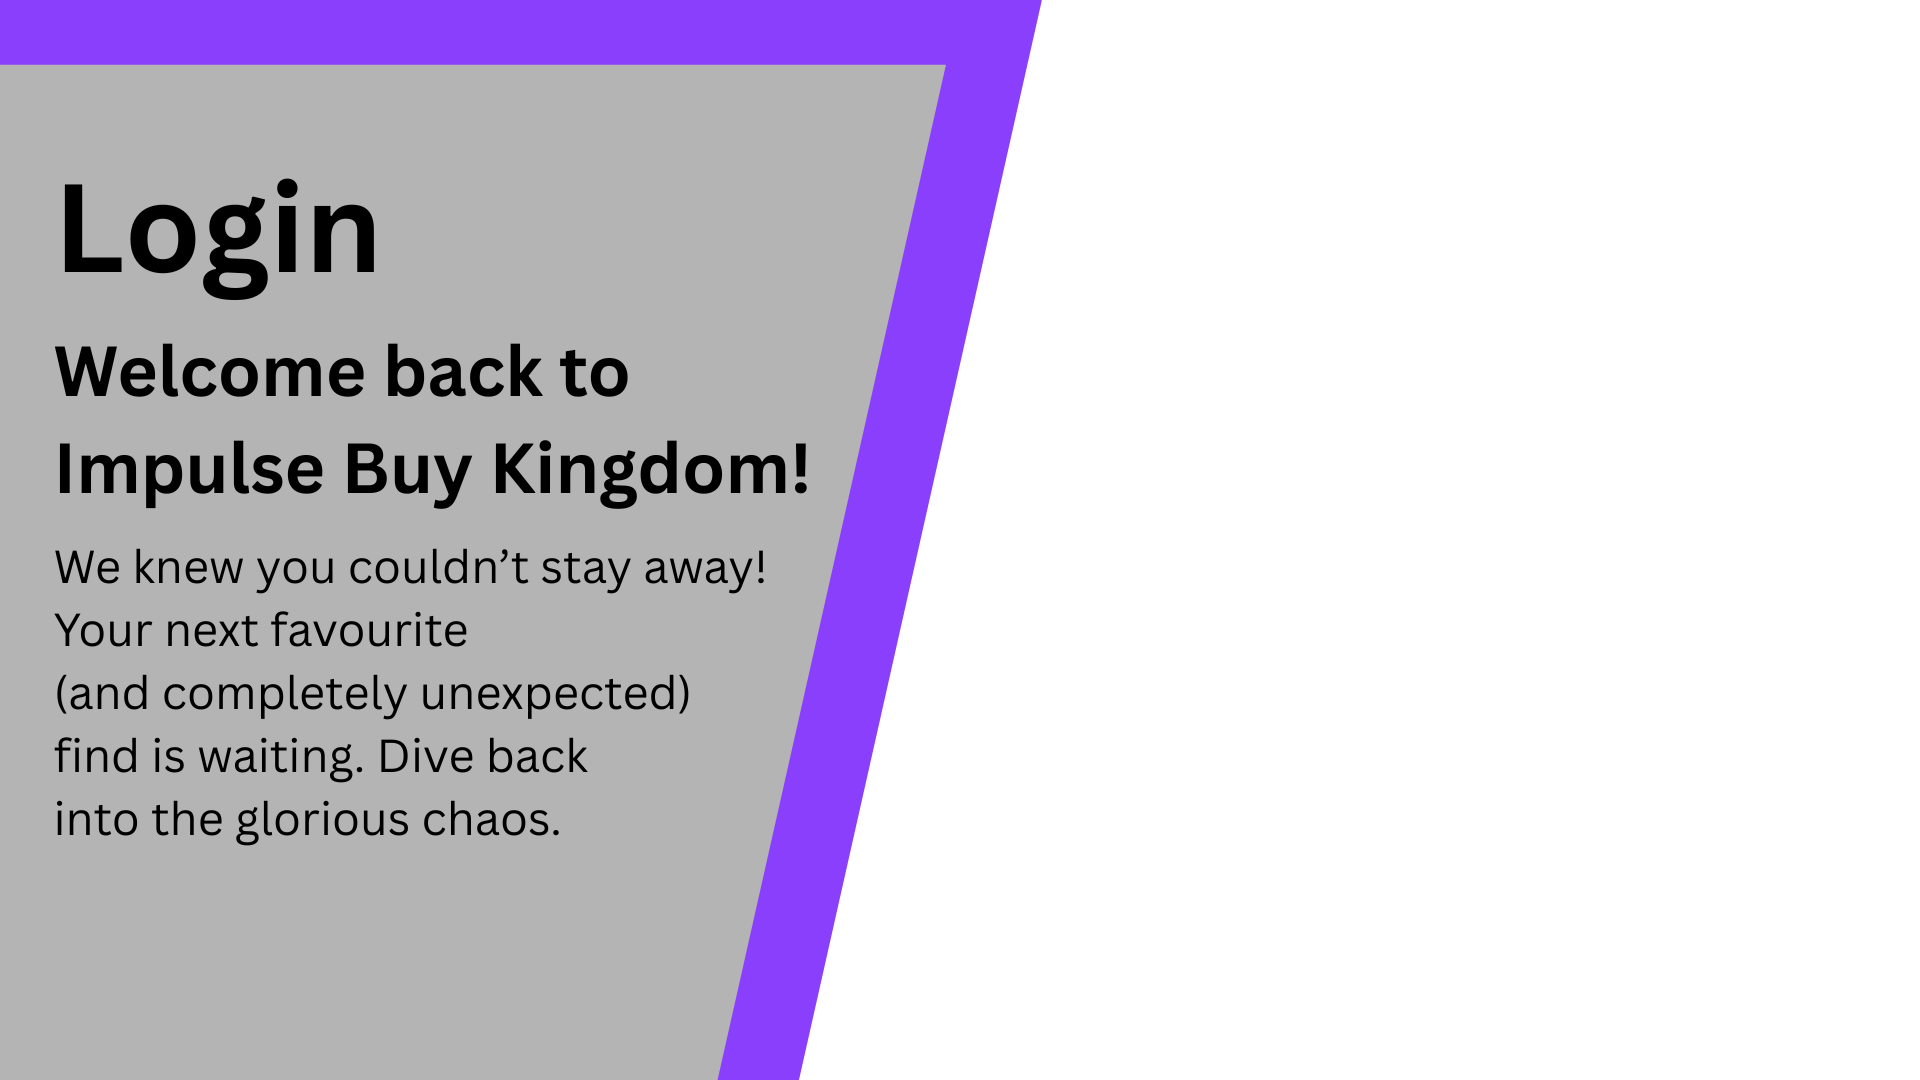 Login
Welcome back to
Impulse Buy Kingdom!
We knew you couldn’t stay away!
Your next favourite
(and completely unexpected)
find is waiting. Dive back
into the glorious chaos.